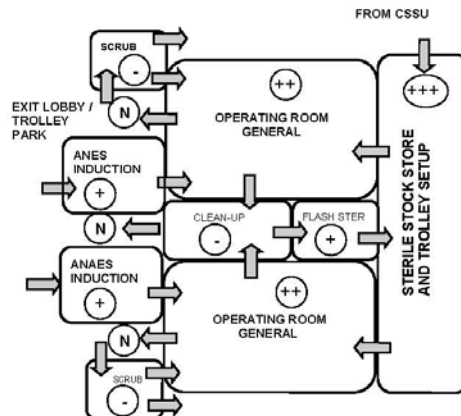 FROM CSSU
SCRUB
-
++
+++
EXIT LOBBY /
TROLLEY
PARK
N
OPERATING ROOM
GENERAL
ANES
INDUCTION
+
STERILE STOCK STORE
AND TROLLEY SETUP
N
CLEAN-UP
-
FLASH STER
+
ANAES
INDUCTION
+
++
OPERATING ROOM
GENERAL
N
SCRUB
-